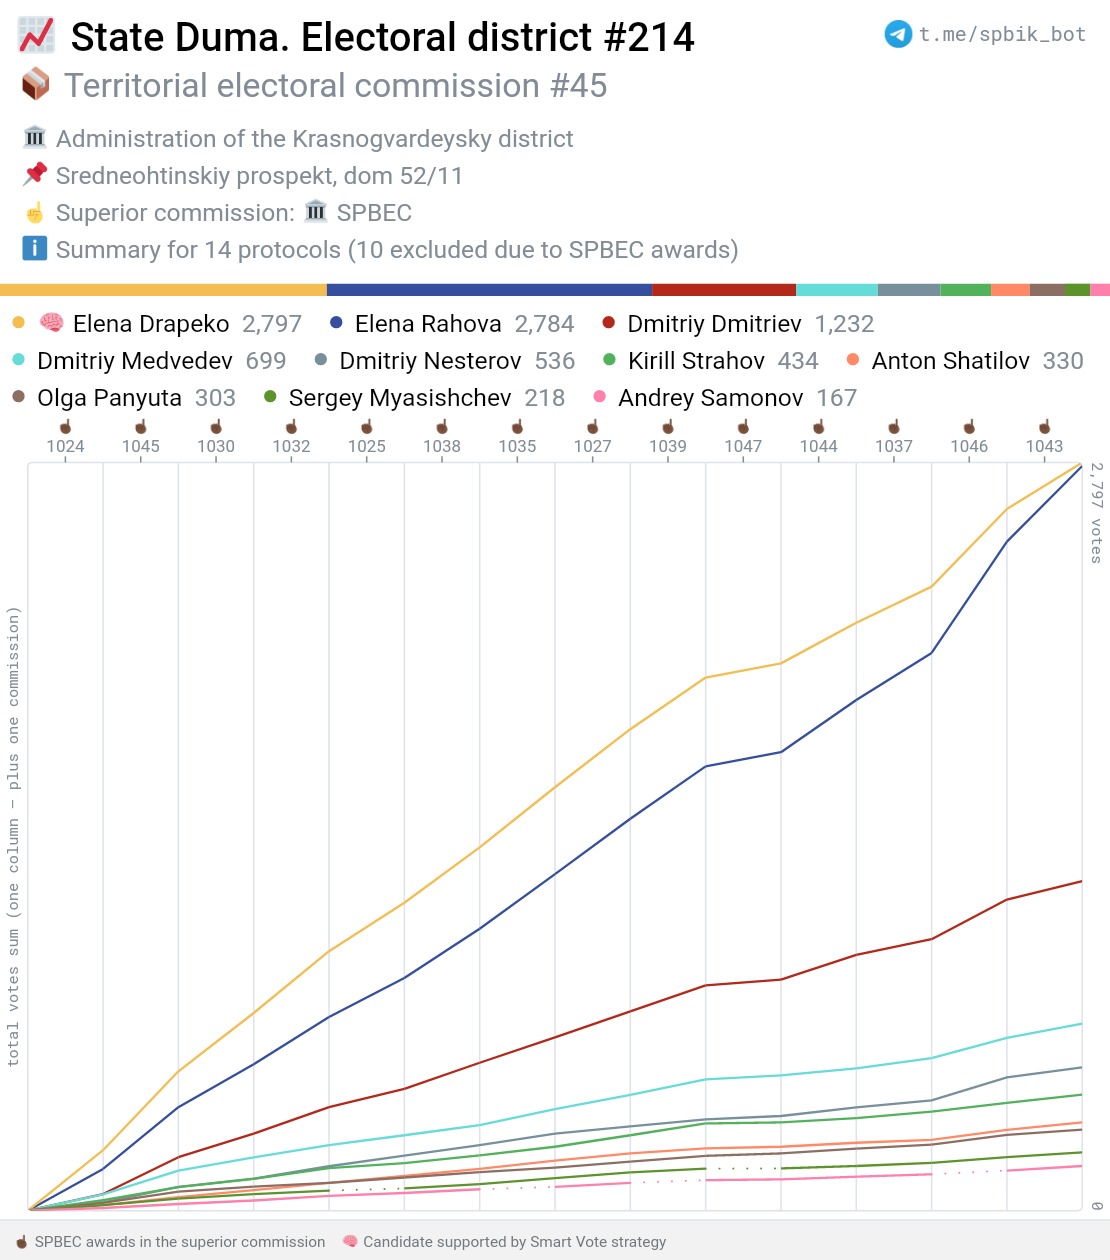 State Duma. Electoral district #214
t.me/spbik_bot
Territorial electoral commission #45
Administration of the Krasnogvardeysky district
Sredneohtinskiy prospekt, dom 52/11
Superior commission: SPBEC
Summary for 14 protocols (10 excluded due to SPBEC awards)
Elena Drapeko 2,797 Elena Rahova 2,784 Dmitriy Dmitriev 1,232
Dmitriy Medvedev 699 Dmitriy Nesterov 536 Kirill Strahov 434 Anton Shatilov 330
Olga Panyuta 303 Sergey Myasishchev 218 Andrey Samonov 167
1024 1045 1030 1032 1025 1038 1035 1027 1039 1047 1044 1037 1046 1043
2,797 votes
total votes sum (one column – plus one commission)
0
SPBEC awards in the superior commission Candidate supported by Smart Vote strategy